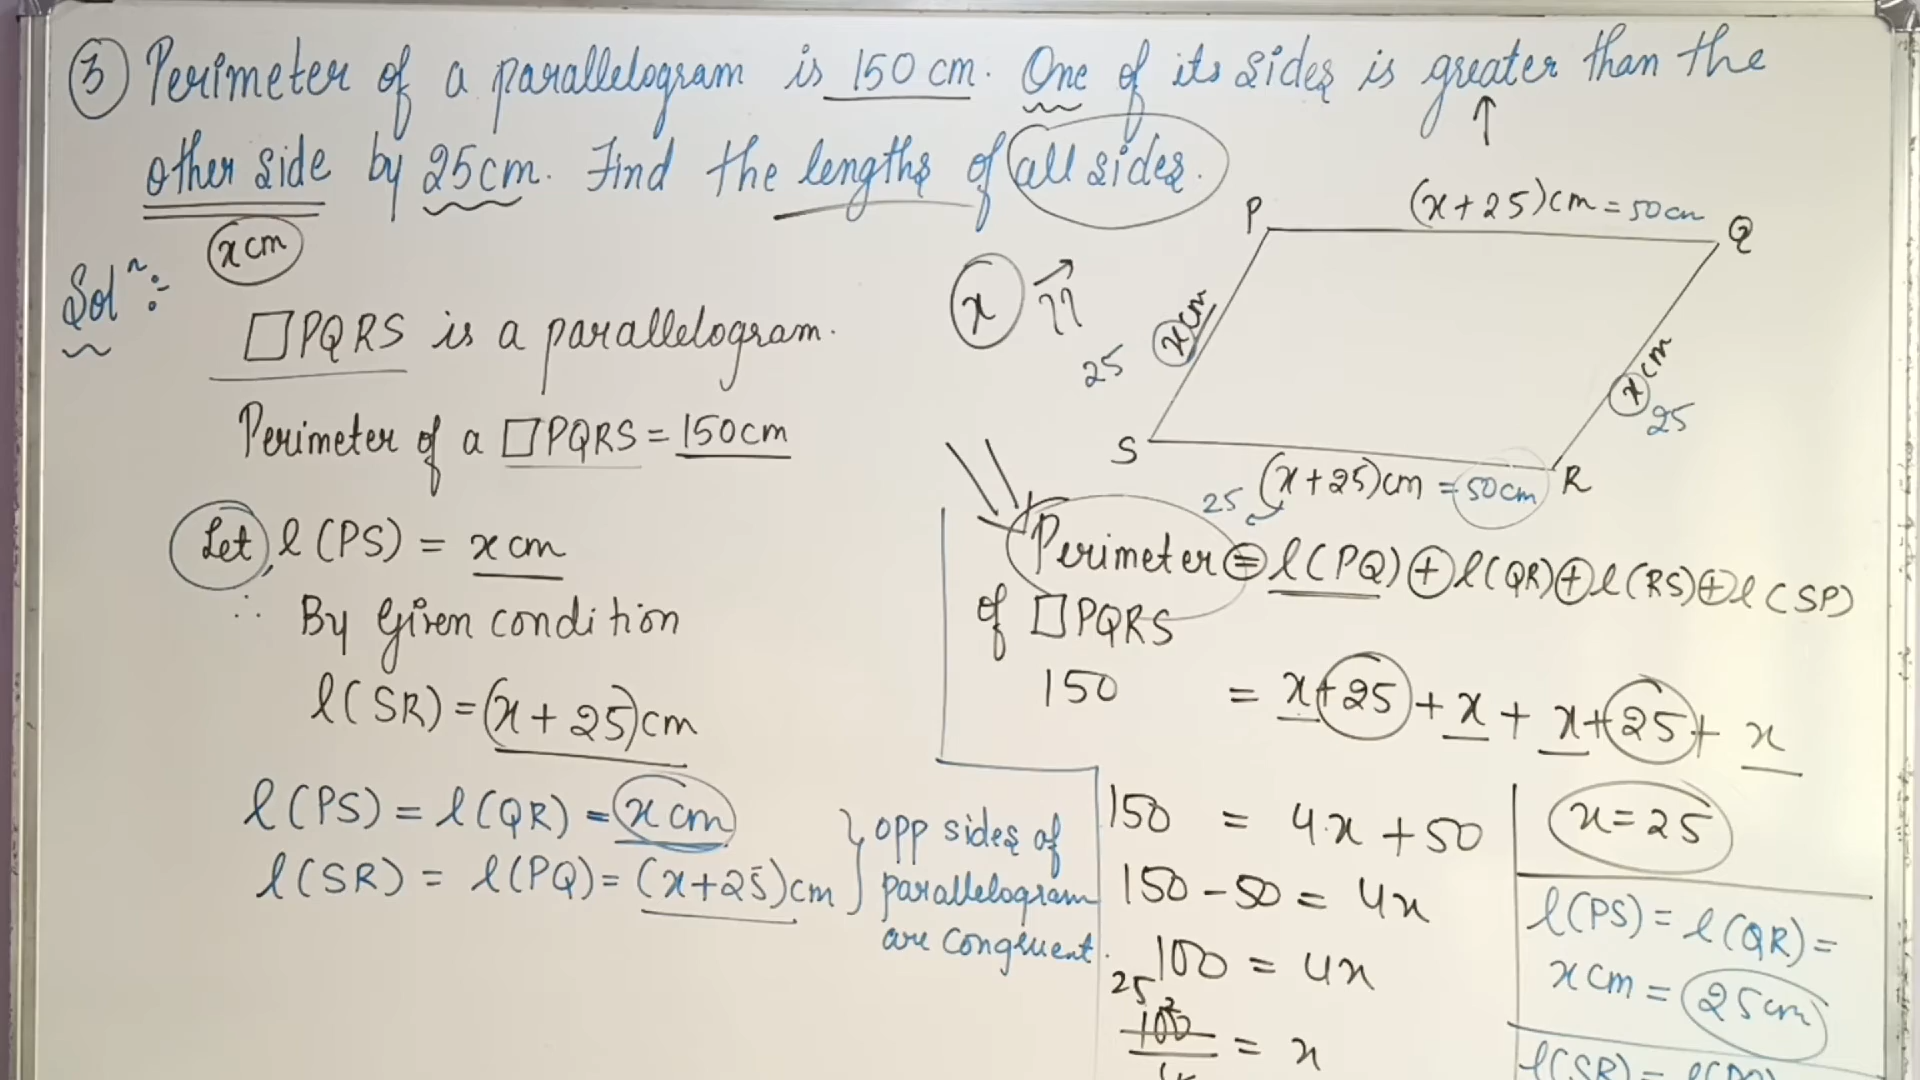 ③ Perimeter of a parallelogram is 150 cm. One of its sides is greater than the
other side by 25cm. Find the lengths of all sides.
x cm
Solⁿ :
□PQRS is a parallelogram.
Perimeter of a □PQRS = 150cm
Let, l(PS) = x cm
∴ By Given condition
l(SR) = (x + 25)cm
l(PS) = l(QR) = x cm
l(SR) = l(PQ) = (x+25)cm
} opp sides of
parallelogram
are congruent.
x
P
(x+25)cm = 50cm
Q
x cm
25
x cm
25
S
(x+25)cm = 50cm
R
25
Perimeter = l(PQ) + l(QR) + l(RS) + l(SP)
of □PQRS
150 = x+25 + x + x+25 + x
150 = 4x + 50
150 - 50 = 4x
100 = 4x
25
100 = x
x = 25
l(PS) = l(QR) =
x cm = 25cm
l(SR) =